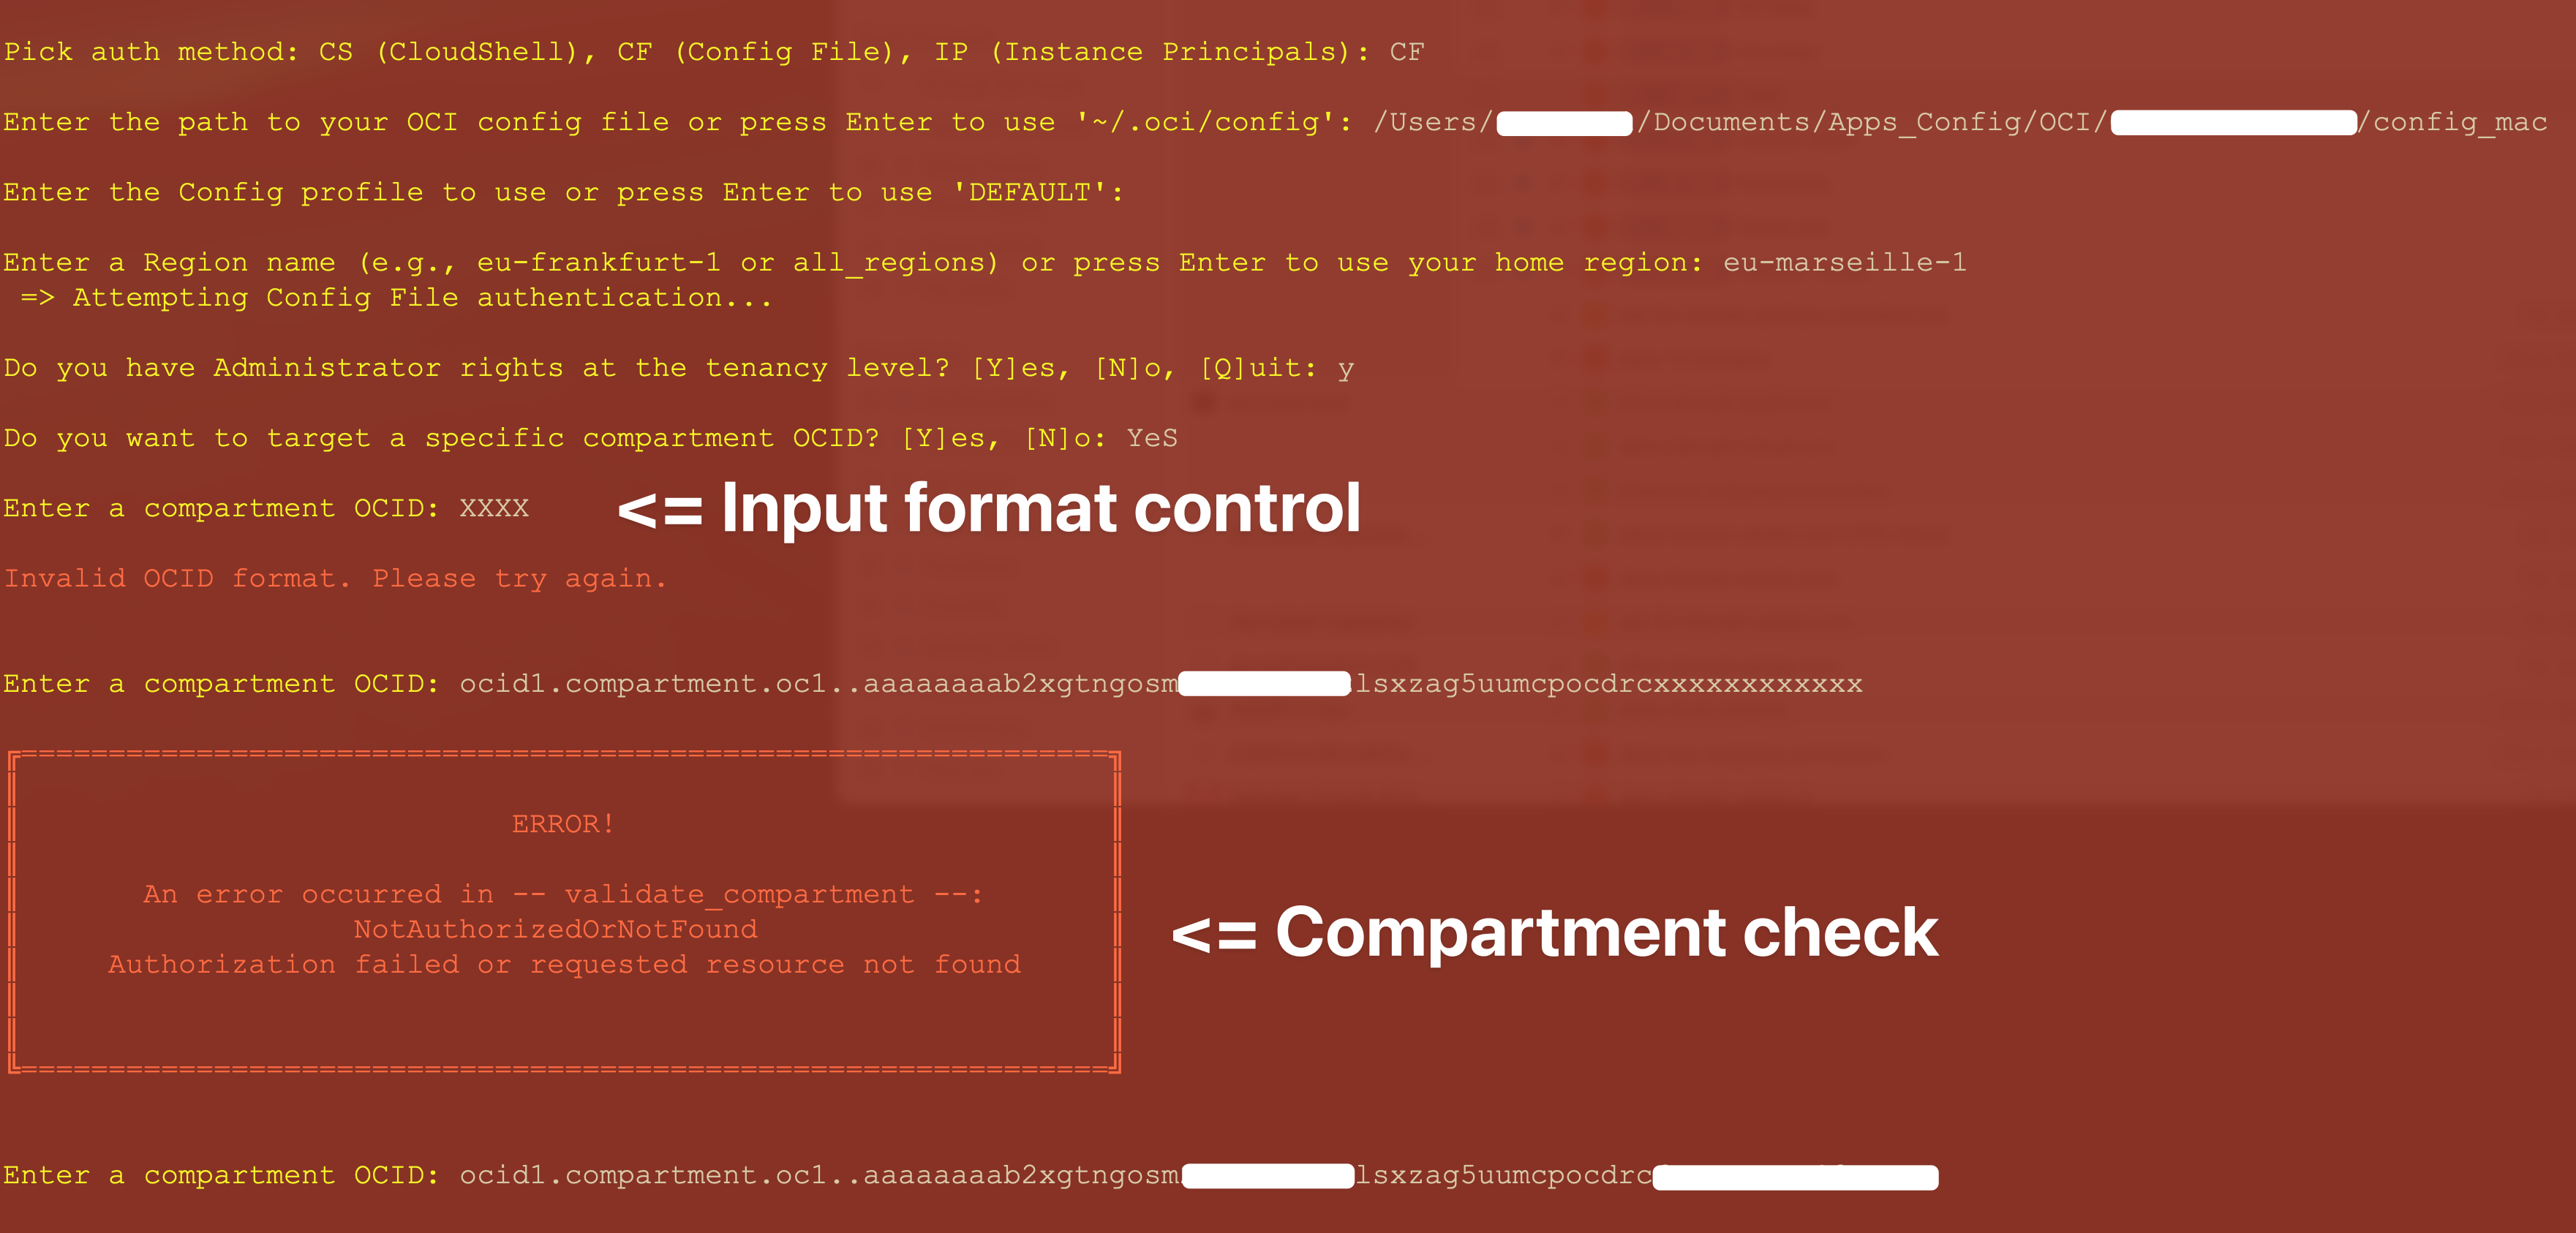 Pick auth method: CS (CloudShell), CF (Config File), IP (Instance Principals): CF
Enter the path to your OCI config file or press Enter to use '~/.oci/config': /Users/ /Documents/Apps_Config/OCI/ /config_mac
Enter the Config profile to use or press Enter to use 'DEFAULT':
Enter a Region name (e.g., eu-frankfurt-1 or all_regions) or press Enter to use your home region: eu-marseille-1
=> Attempting Config File authentication...
Do you have Administrator rights at the tenancy level? [Y]es, [N]o, [Q]uit: y
Do you want to target a specific compartment OCID? [Y]es, [N]o: YeS
Enter a compartment OCID: XXXX <= Input format control
Invalid OCID format. Please try again.
Enter a compartment OCID: ocid1.compartment.oc1..aaaaaaaab2xgtngosm lsxzag5uumcpocdrcxxxxxxxxxxxx
ERROR!
An error occurred in -- validate_compartment --:
NotAuthorizedOrNotFound <= Compartment check
Authorization failed or requested resource not found
Enter a compartment OCID: ocid1.compartment.oc1..aaaaaaaab2xgtngosm lsxzag5uumcpocdrc